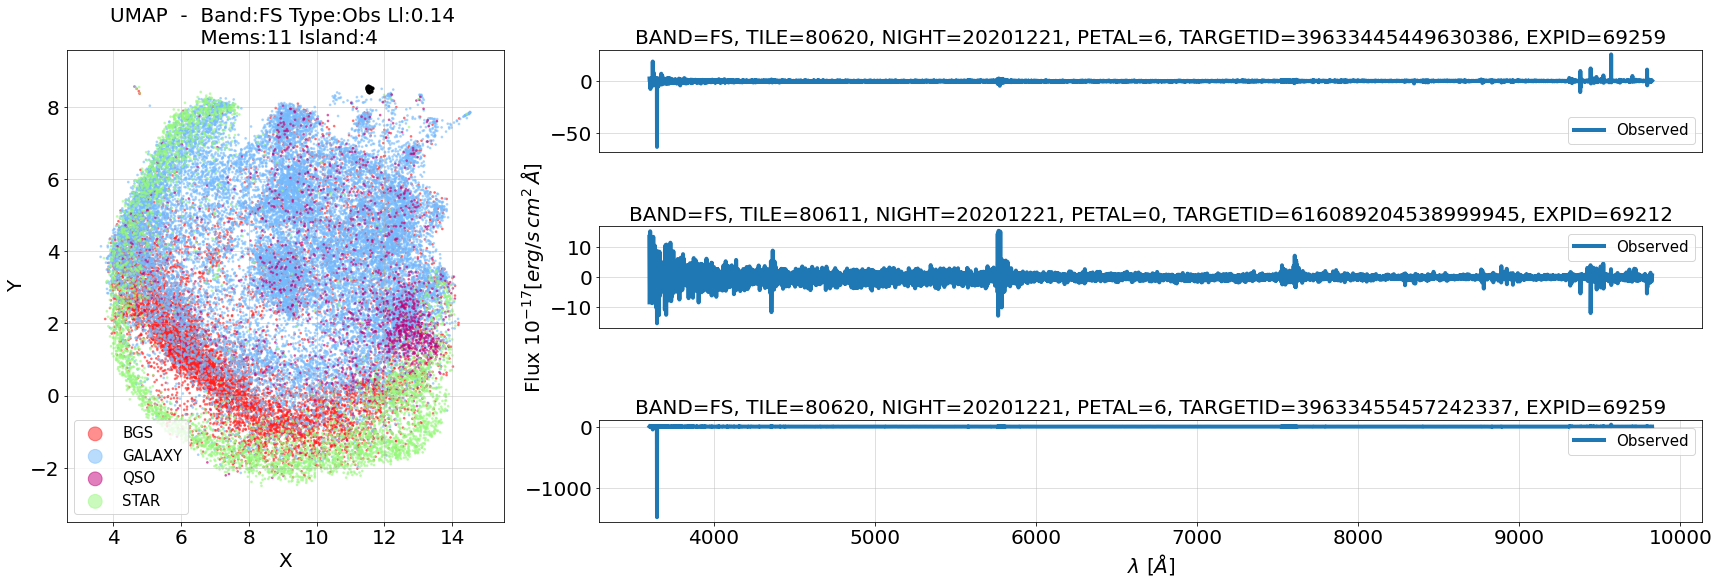 UMAP  -  Band:FS Type:Obs Ll:0.14
Mems:11 Island:4
Y
8
6
4
2
0
−2
BGS
GALAXY
QSO
STAR
4 6 8 10 12 14
X
Flux 10⁻¹⁷[erg/s cm² Å]
BAND=FS, TILE=80620, NIGHT=20201221, PETAL=6, TARGETID=39633445449630386, EXPID=69259
0
−50
Observed
BAND=FS, TILE=80611, NIGHT=20201221, PETAL=0, TARGETID=616089204538999945, EXPID=69212
10
0
−10
Observed
BAND=FS, TILE=80620, NIGHT=20201221, PETAL=6, TARGETID=39633455457242337, EXPID=69259
0
−1000
Observed
4000 5000 6000 7000 8000 9000 10000
λ [Å]